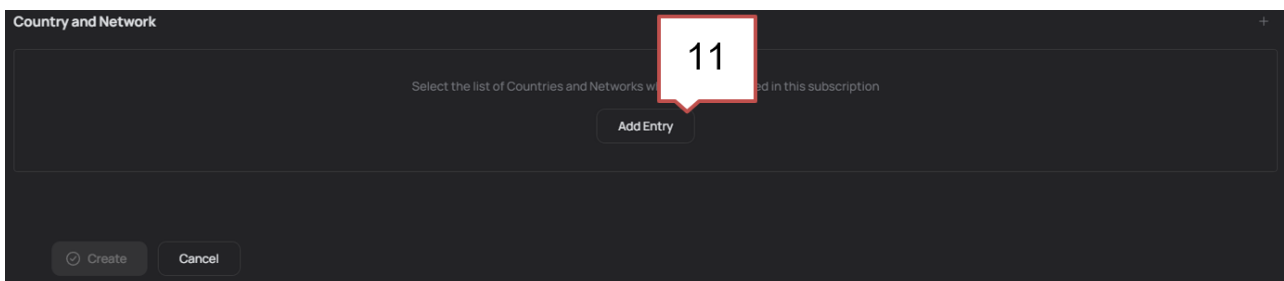 Country and Network
11
Select the list of Countries and Networks in this subscription
Add Entry
Create
Cancel